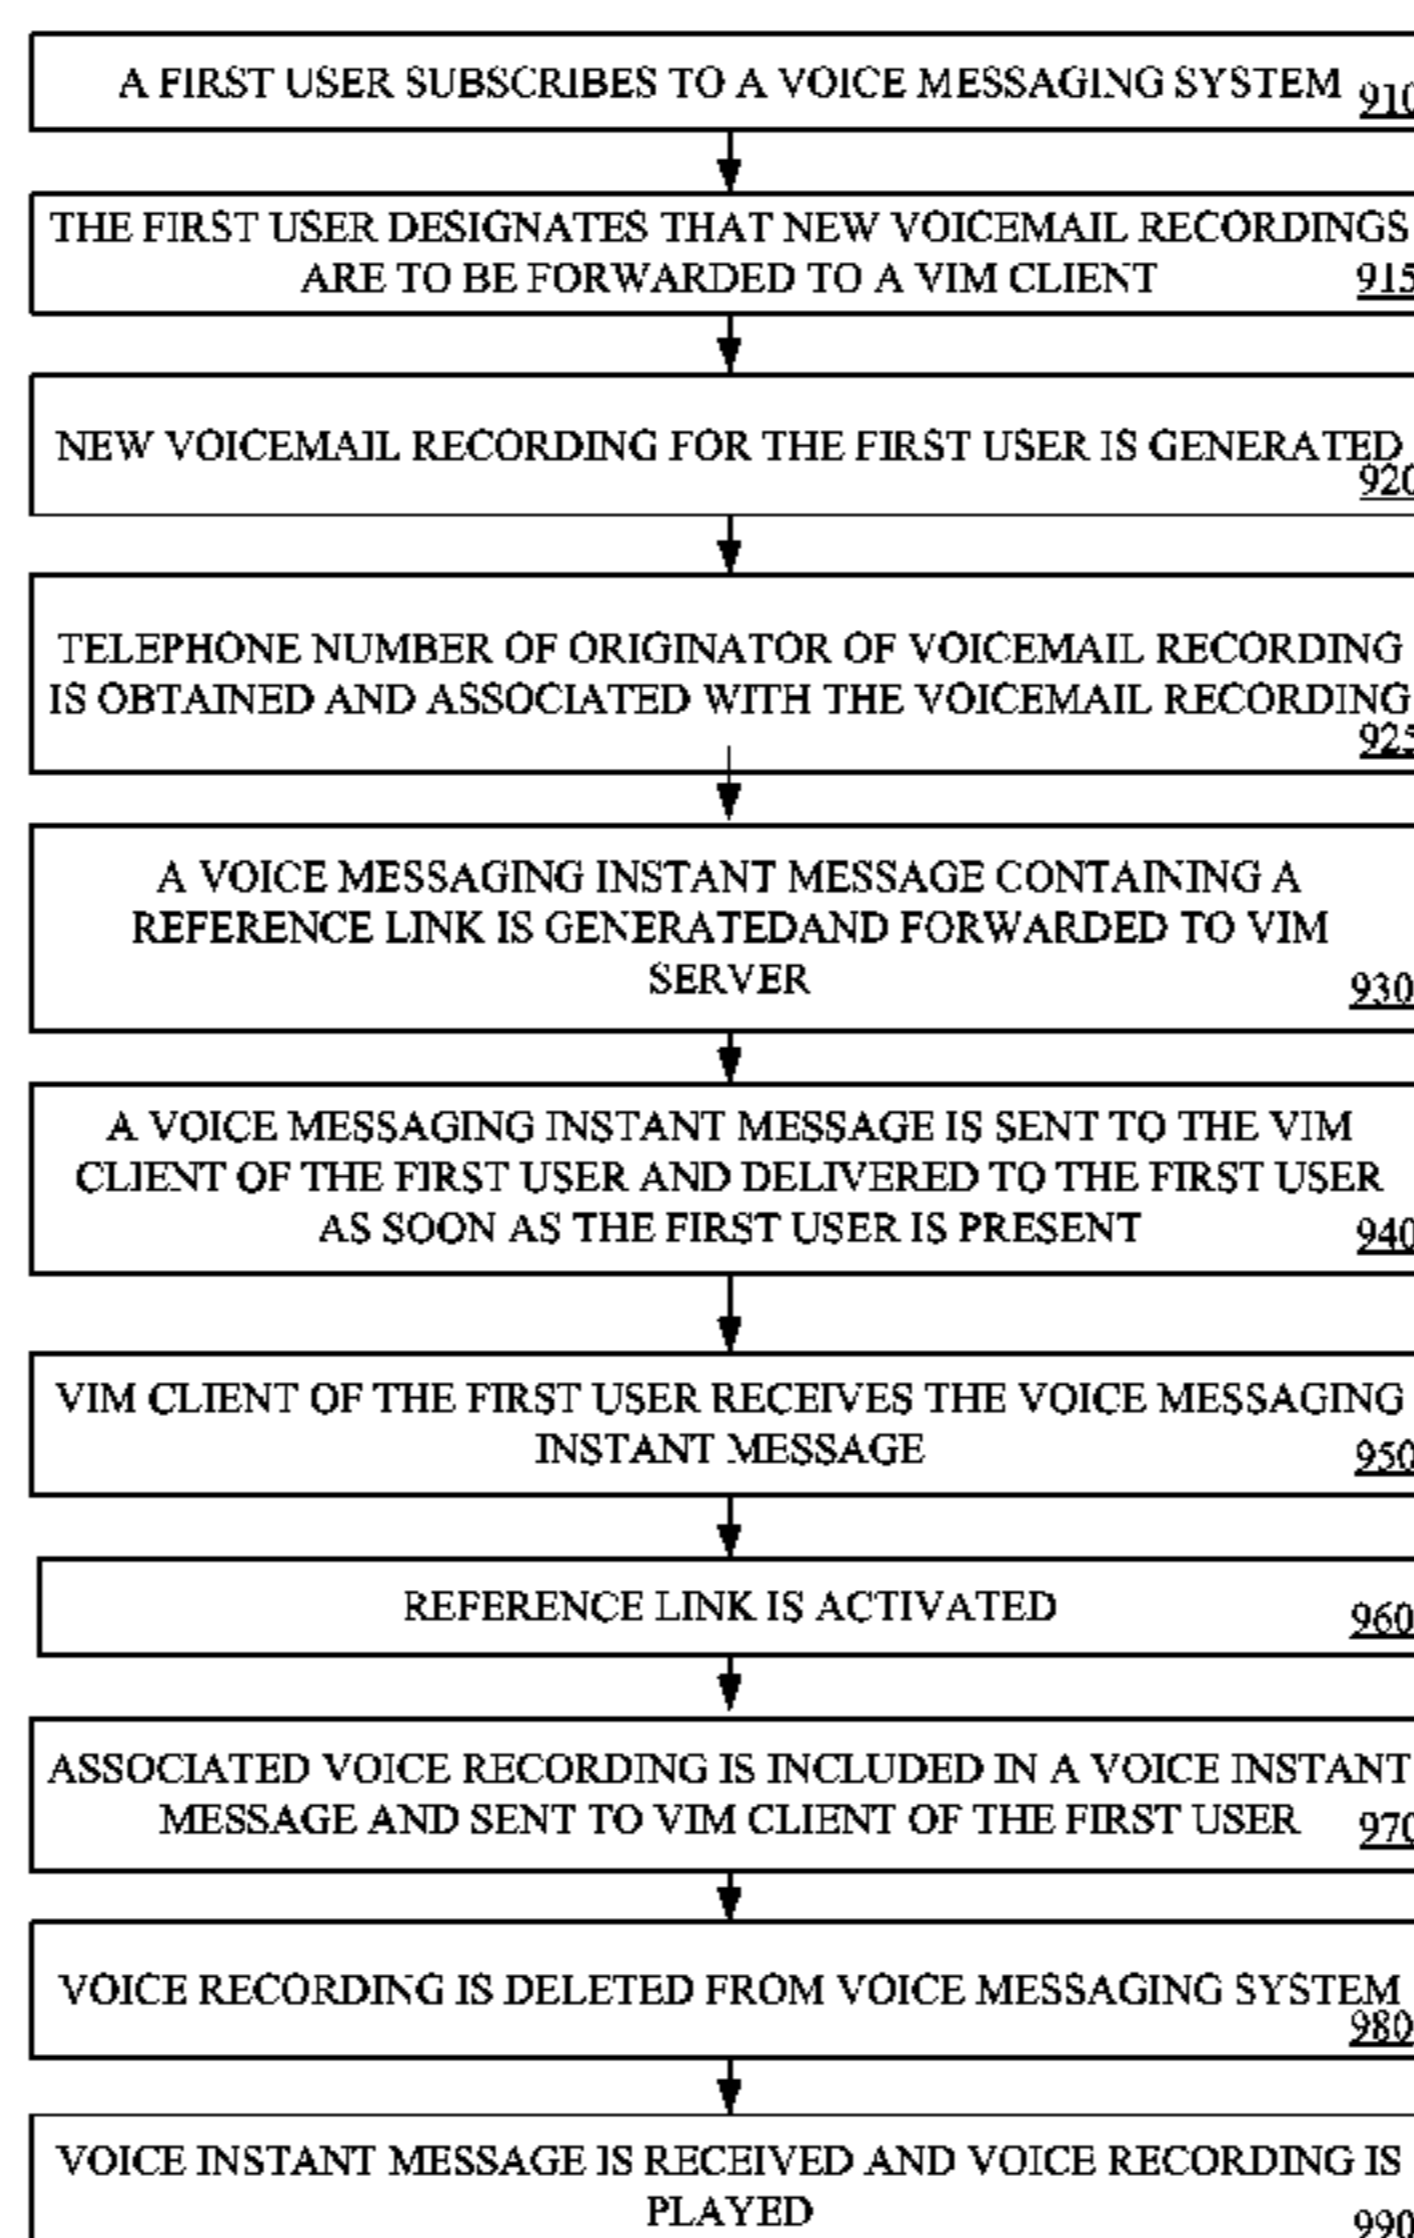 A FIRST USER SUBSCRIBES TO A VOICE MESSAGING SYSTEM 910
THE FIRST USER DESIGNATES THAT NEW VOICEMAIL RECORDINGS
ARE TO BE FORWARDED TO A VIM CLIENT 915
NEW VOICEMAIL RECORDING FOR THE FIRST USER IS GENERATED
920
TELEPHONE NUMBER OF ORIGINATOR OF VOICEMAIL RECORDING
IS OBTAINED AND ASSOCIATED WITH THE VOICEMAIL RECORDING
925
A VOICE MESSAGING INSTANT MESSAGE CONTAINING A
REFERENCE LINK IS GENERATEDAND FORWARDED TO VIM
SERVER 930
A VOICE MESSAGING INSTANT MESSAGE IS SENT TO THE VIM
CLIENT OF THE FIRST USER AND DELIVERED TO THE FIRST USER
AS SOON AS THE FIRST USER IS PRESENT 940
VIM CLIENT OF THE FIRST USER RECEIVES THE VOICE MESSAGING
INSTANT MESSAGE 950
REFERENCE LINK IS ACTIVATED 960
ASSOCIATED VOICE RECORDING IS INCLUDED IN A VOICE INSTANT
MESSAGE AND SENT TO VIM CLIENT OF THE FIRST USER 970
VOICE RECORDING IS DELETED FROM VOICE MESSAGING SYSTEM
980
VOICE INSTANT MESSAGE IS RECEIVED AND VOICE RECORDING IS
PLAYED 990